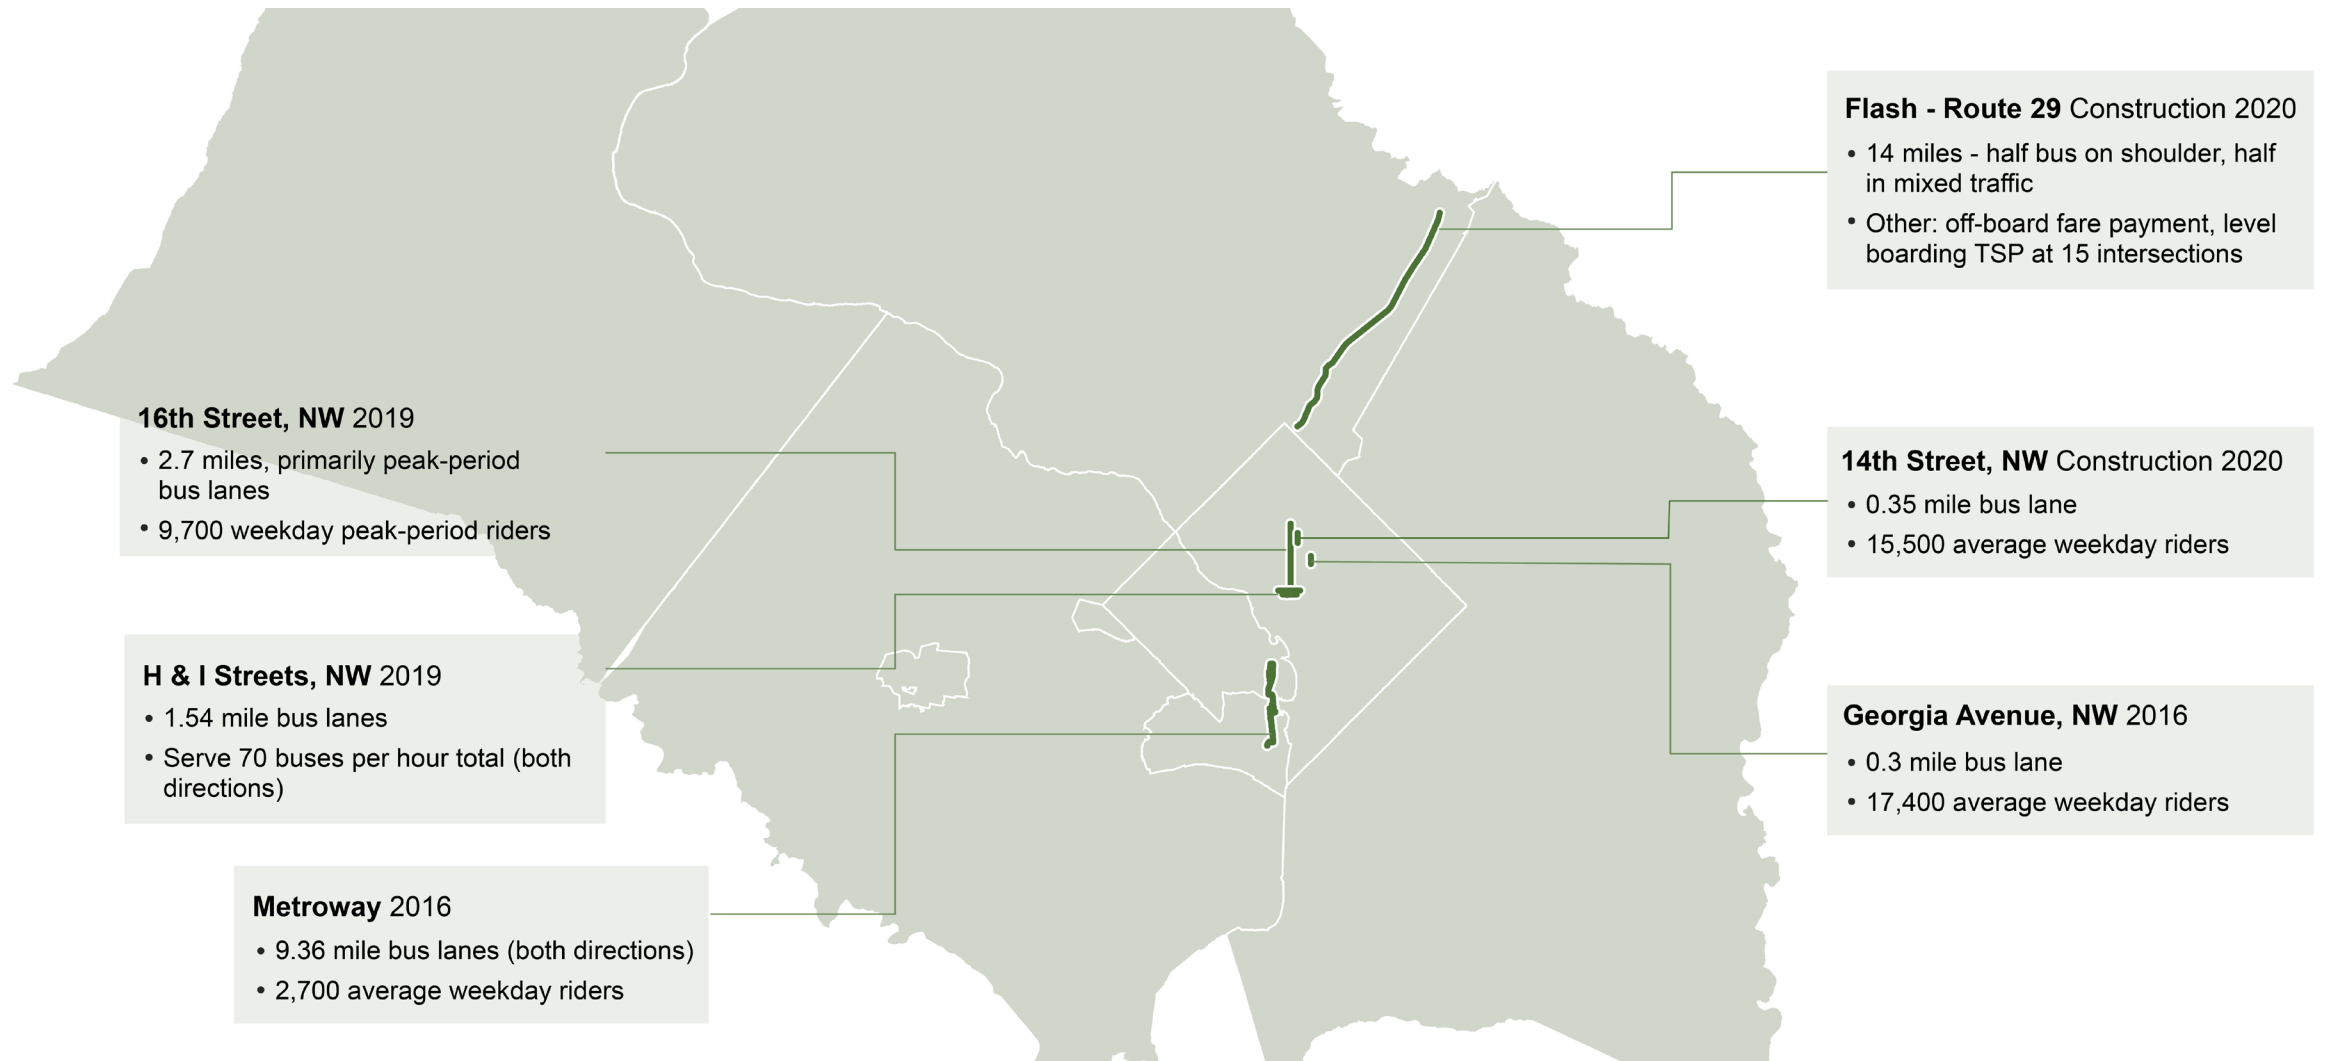 Flash - Route 29 Construction 2020
• 14 miles - half bus on shoulder, half
in mixed traffic
• Other: off-board fare payment, level
boarding TSP at 15 intersections
16th Street, NW 2019
• 2.7 miles, primarily peak-period
bus lanes
• 9,700 weekday peak-period riders
14th Street, NW Construction 2020
• 0.35 mile bus lane
• 15,500 average weekday riders
H & I Streets, NW 2019
• 1.54 mile bus lanes
• Serve 70 buses per hour total (both
directions)
Georgia Avenue, NW 2016
• 0.3 mile bus lane
• 17,400 average weekday riders
Metroway 2016
• 9.36 mile bus lanes (both directions)
• 2,700 average weekday riders